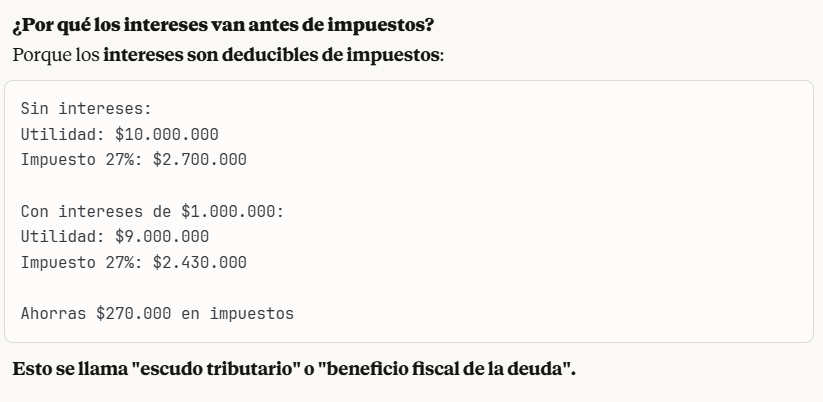 ¿Por qué los intereses van antes de impuestos?
Porque los intereses son deducibles de impuestos:
Sin intereses:
Utilidad: $10.000.000
Impuesto 27%: $2.700.000
Con intereses de $1.000.000:
Utilidad: $9.000.000
Impuesto 27%: $2.430.000
Ahorras $270.000 en impuestos
Esto se llama "escudo tributario" o "beneficio fiscal de la deuda".